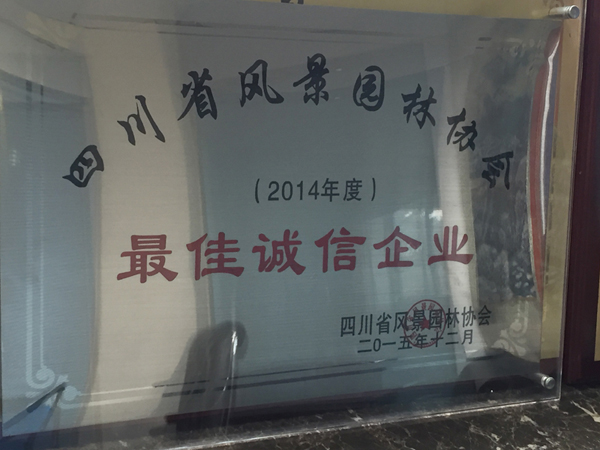 四川省风景园林协会
（2014年度）
最佳诚信企业
四川省风景园林协会
二0一五年十二月